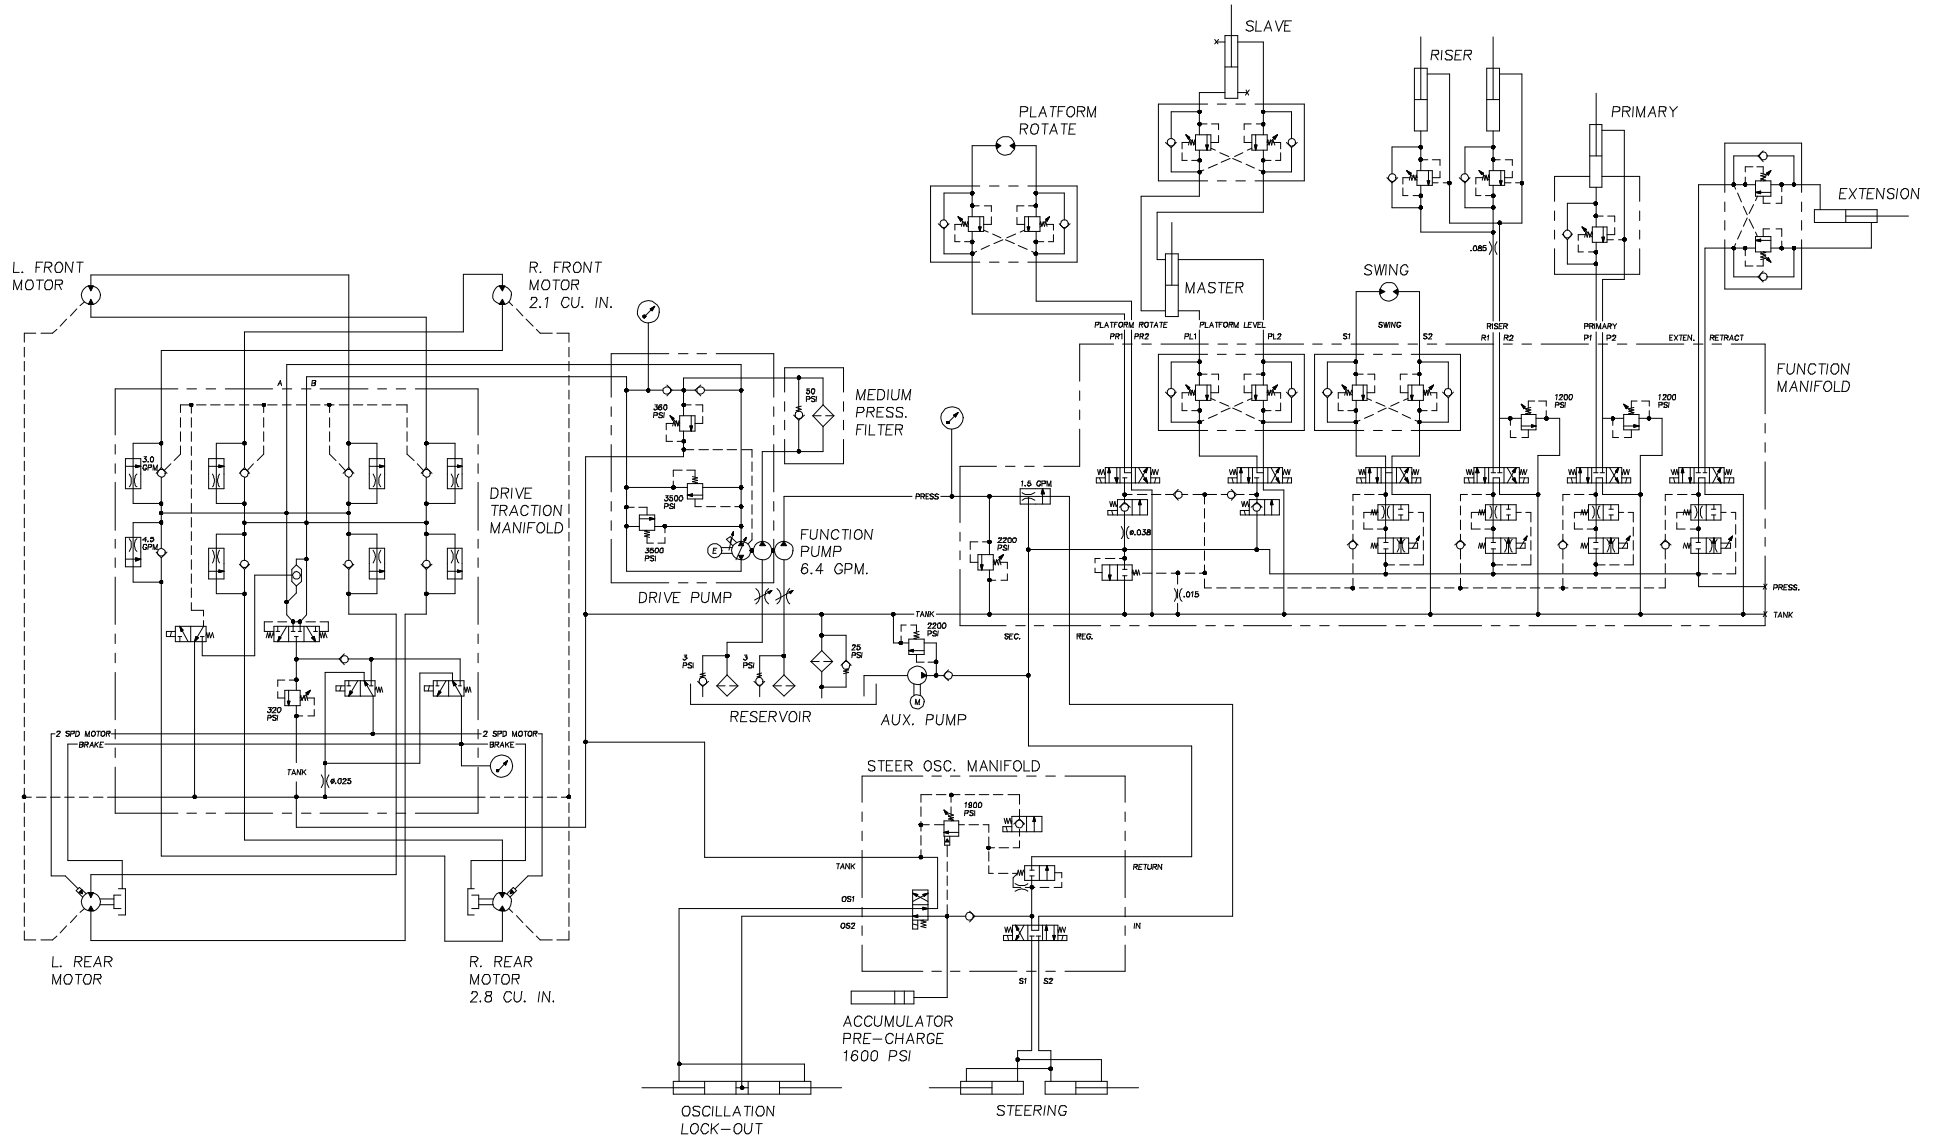 SLAVE
RISER
PLATFORM
ROTATE
PRIMARY
EXTENSION
.085
L. FRONT
MOTOR
R. FRONT
MOTOR
2.1 CU. IN.
SWING
MASTER
PLATFORM ROTATE
PR1 PR2
PLATFORM LEVEL
PL1 PL2
SWING
S1 S2
RISER
R1 R2
PRIMARY
P1 P2
EXTEN. RETRACT
FUNCTION
MANIFOLD
A B
360
PSI
50
PSI
MEDIUM
PRESS.
FILTER
1200
PSI
1200
PSI
3.0
GPM
4.5
GPM
DRIVE
TRACTION
MANIFOLD
3500
PSI
3500
PSI
E
PRESS
1.5 GPM
FUNCTION
PUMP
6.4 GPM.
DRIVE PUMP
2200
PSI
ø.038
.015
PRESS.
TANK
TANK
SEC. REG.
2200
PSI
3
PSI
3
PSI
25
PSI
M
RESERVOIR
AUX. PUMP
320
PSI
2 SPD MOTOR
BRAKE
2 SPD MOTOR
BRAKE
TANK
ø.025
STEER OSC. MANIFOLD
1900
PSI
TANK
RETURN
OS1
OS2
IN
S1 S2
L. REAR
MOTOR
R. REAR
MOTOR
2.8 CU. IN.
ACCUMULATOR
PRE-CHARGE
1600 PSI
OSCILLATION
LOCK-OUT
STEERING